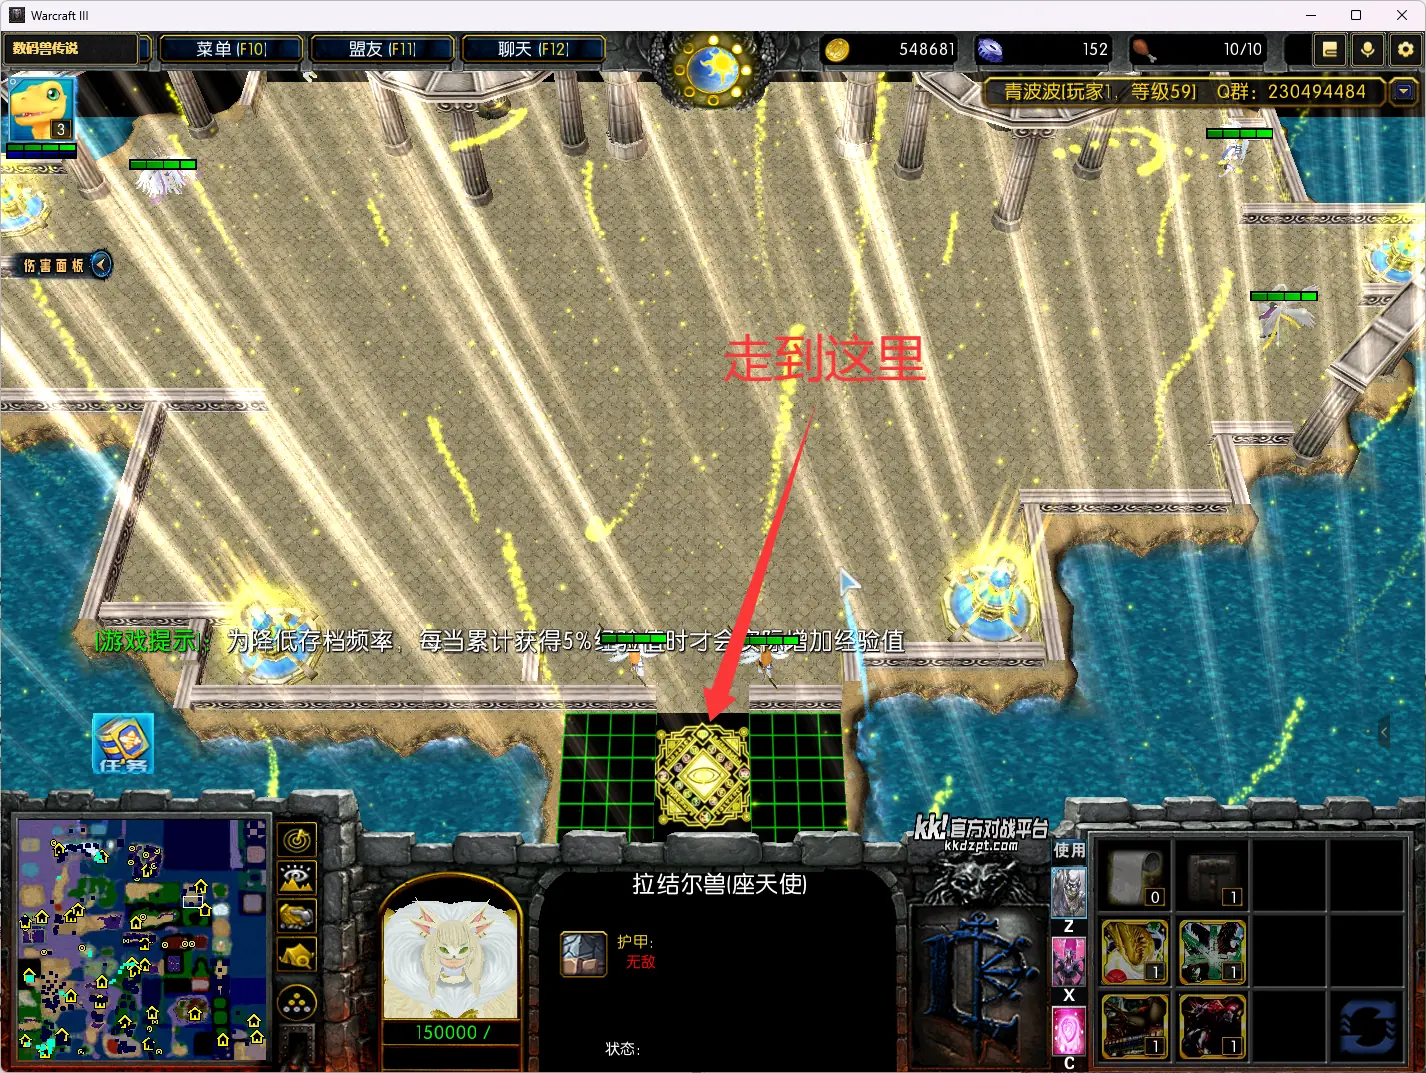 Warcraft III
数码兽传说
菜单 (F10)
盟友 (F11)
聊天 (F12)
548681
152
10/10
青波波[玩家1，等级59] Q群：230494484
3
伤害面板
走到这里
[游戏提示]：为降低存档频率，每当累计获得5%经验值时才会实际增加经验值
任务
kk!官方对战平台
kkdzpt.com
使用
拉结尔兽(座天使)
护甲:
无敌
状态:
150000 /
Z
X
C
0
1
1
1
1
1